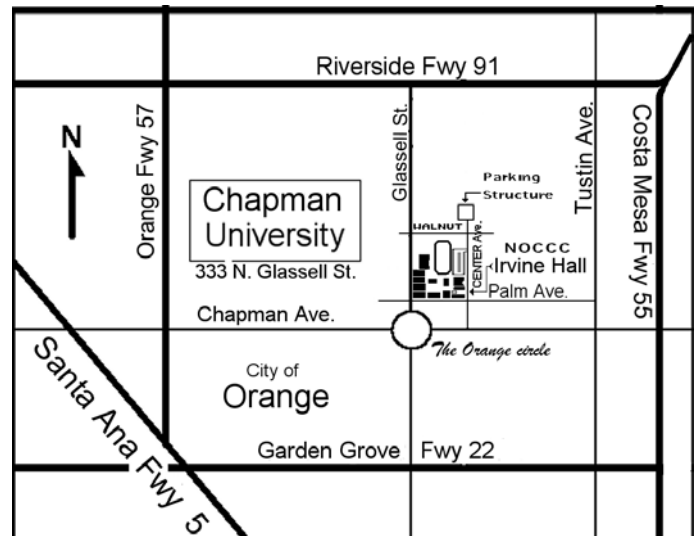 Riverside Fwy 91
N
Orange Fwy 57
Glassell St.
Tustin Ave.
Costa Mesa Fwy 55
Parking
Structure
Chapman
University
333 N. Glassell St.
WALNUT
CENTER Ave.
NOCCC
Irvine Hall
Palm Ave.
Chapman Ave.
The Orange circle
City of
Orange
Santa Ana Fwy 5
Garden Grove Fwy 22